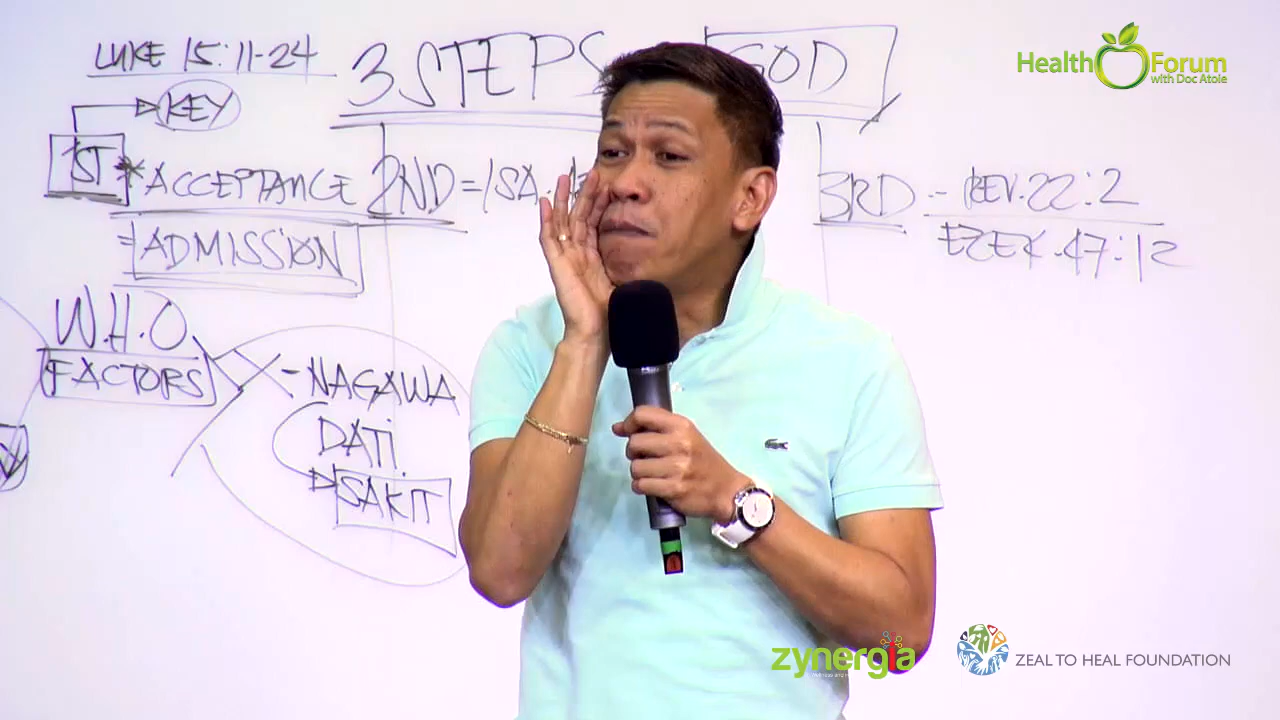 LUKE 15:11-24
3 STEPS GOD
KEY
1ST * ACCEPTANCE
= ADMISSION
2ND = ISA.
3RD - REV. 22:2
EZEK. 47:12
W.H.O.
FACTORS
- NAGAWA
DATI
SAKIT
Health Forum
with Doc Atole
zynergia
ZEAL TO HEAL FOUNDATION